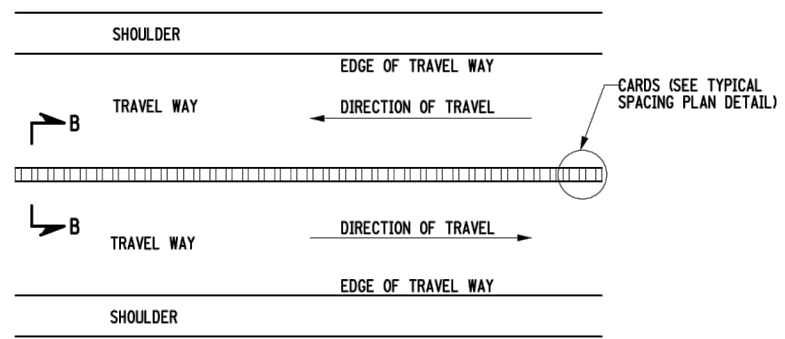 SHOULDER
EDGE OF TRAVEL WAY
CARDS (SEE TYPICAL
SPACING PLAN DETAIL)
TRAVEL WAY
DIRECTION OF TRAVEL
B
B
DIRECTION OF TRAVEL
TRAVEL WAY
EDGE OF TRAVEL WAY
SHOULDER